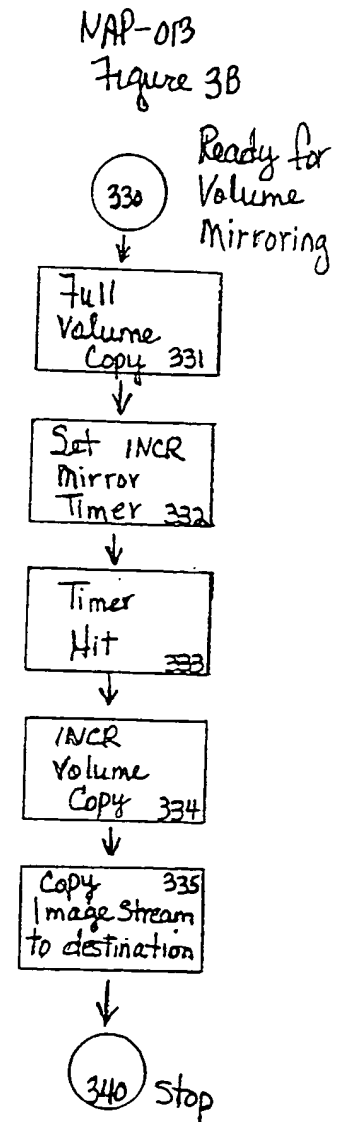 NAP-013
Figure 3B
Ready for
Volume
Mirroring
330
Full
Volume
Copy 331
Set INCR
Mirror
Timer 332
Timer
Hit
333
INCR
Volume
Copy 334
Copy 335
Image Stream
to destination
340 Stop